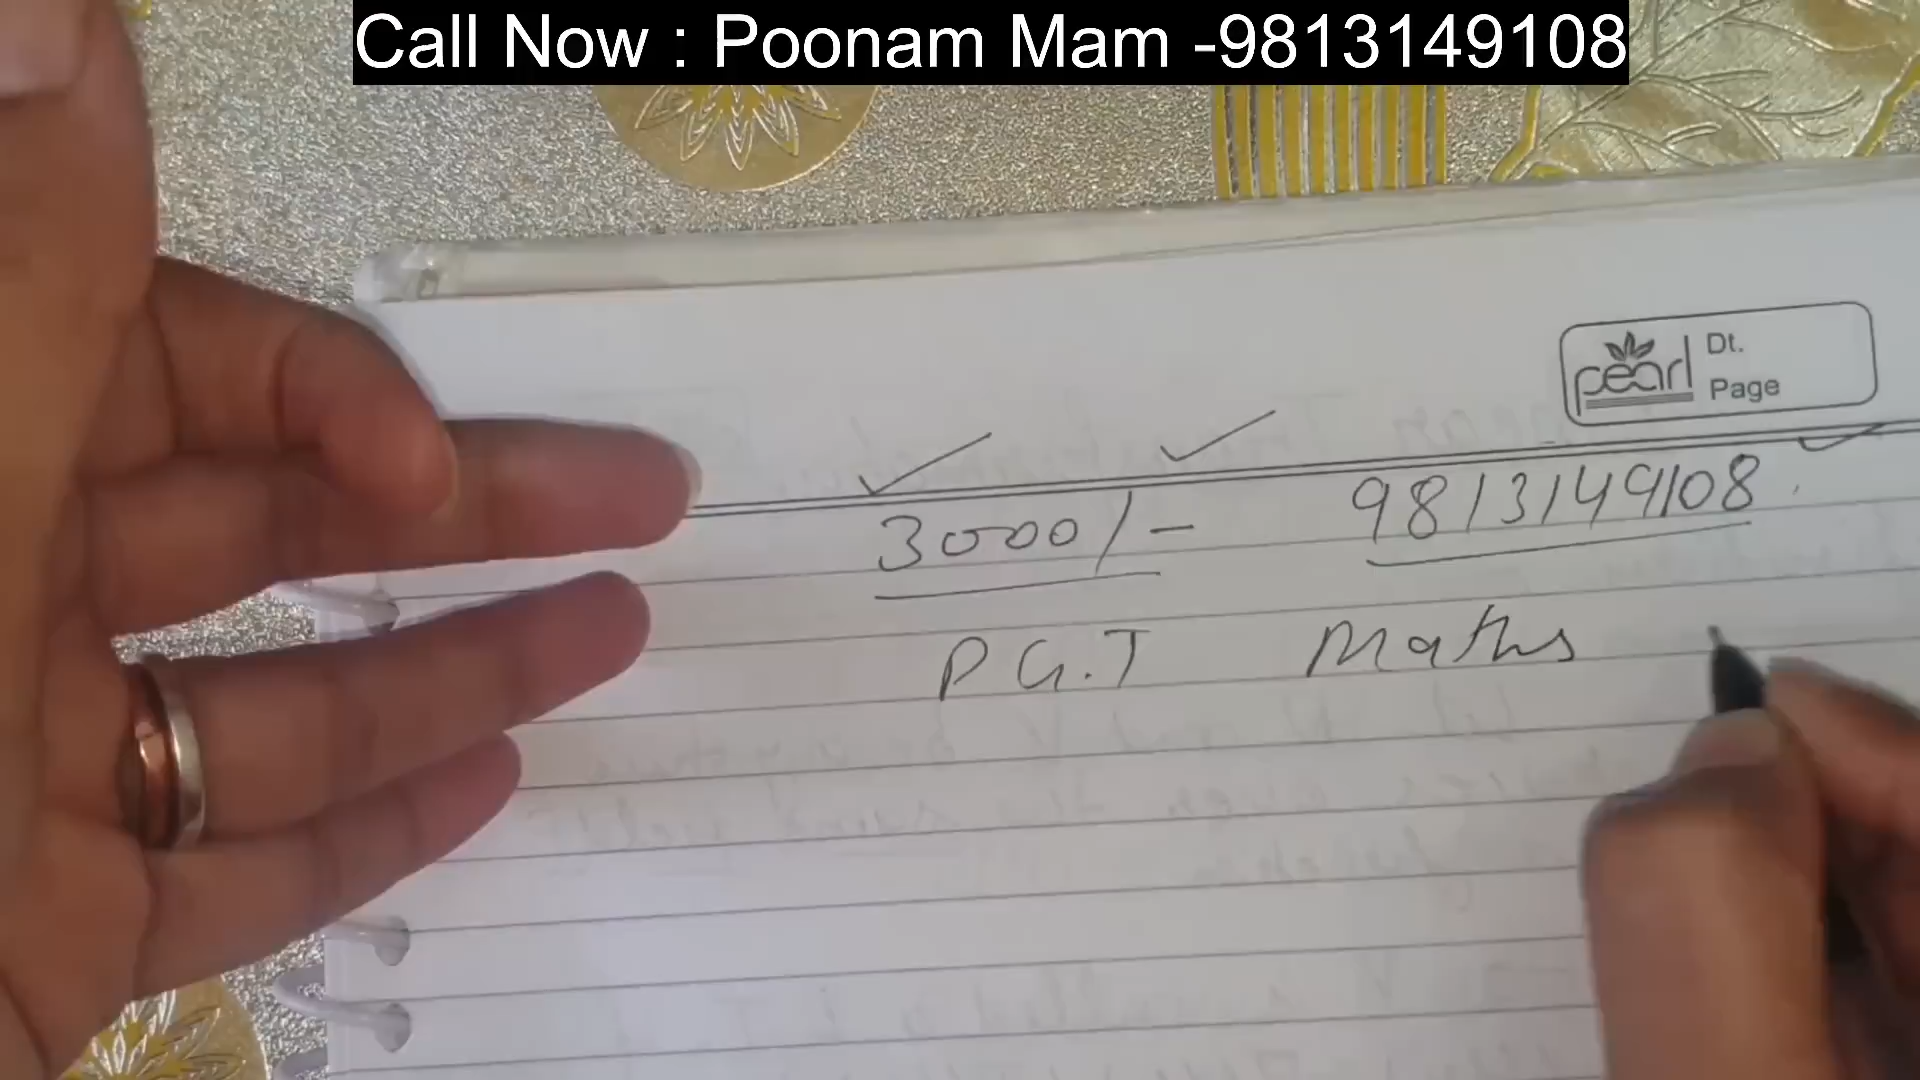 Call Now : Poonam Mam -9813149108
pearl
Dt.
Page
3000/- 9813149108
P G.T Maths